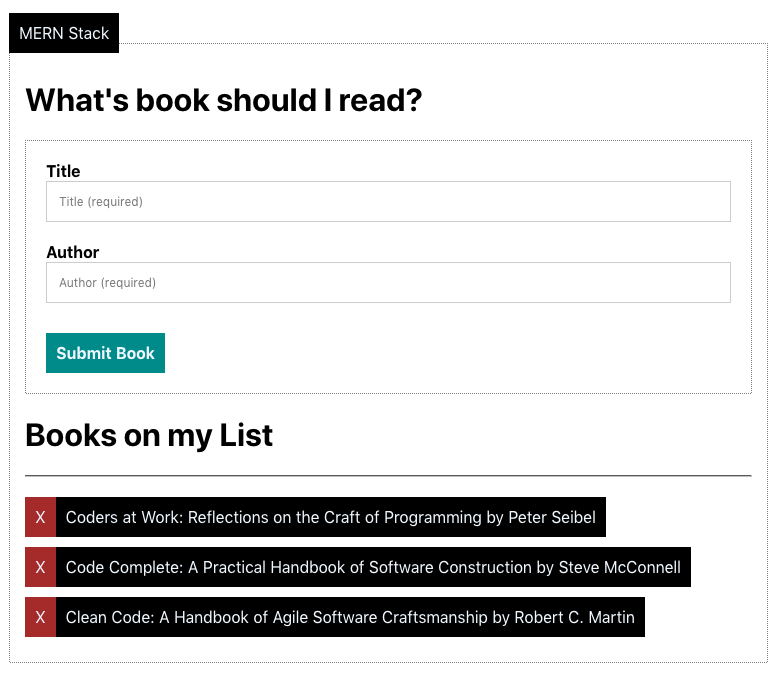 MERN Stack
What's book should I read?
Title
Title (required)
Author
Author (required)
Submit Book
Books on my List
X Coders at Work: Reflections on the Craft of Programming by Peter Seibel
X Code Complete: A Practical Handbook of Software Construction by Steve McConnell
X Clean Code: A Handbook of Agile Software Craftsmanship by Robert C. Martin